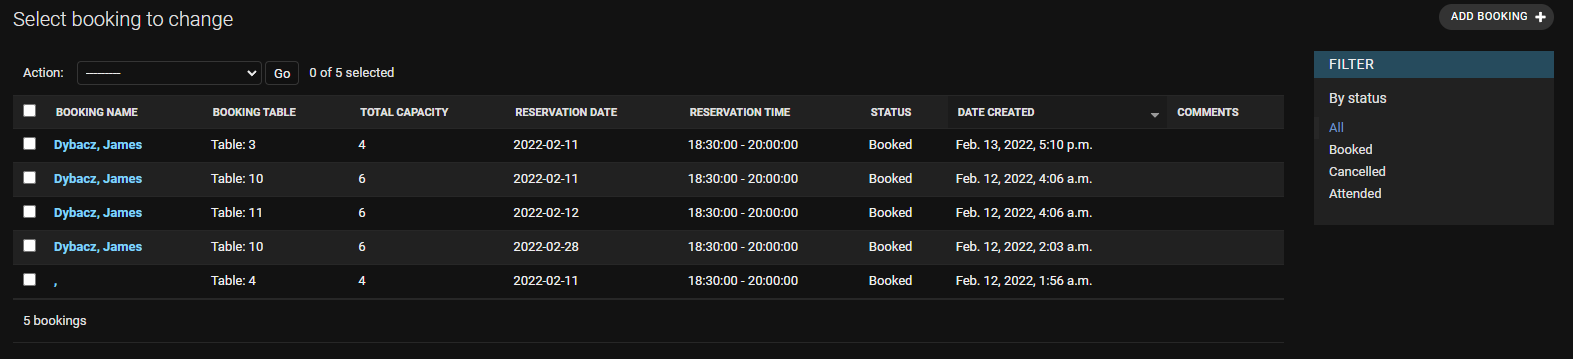 Select booking to change
ADD BOOKING +
Action: --------- Go 0 of 5 selected
BOOKING NAME BOOKING TABLE TOTAL CAPACITY RESERVATION DATE RESERVATION TIME STATUS DATE CREATED COMMENTS
Dybacz, James Table: 3 4 2022-02-11 18:30:00 - 20:00:00 Booked Feb. 13, 2022, 5:10 p.m.
Dybacz, James Table: 10 6 2022-02-11 18:30:00 - 20:00:00 Booked Feb. 12, 2022, 4:06 a.m.
Dybacz, James Table: 11 6 2022-02-12 18:30:00 - 20:00:00 Booked Feb. 12, 2022, 4:06 a.m.
Dybacz, James Table: 10 6 2022-02-28 18:30:00 - 20:00:00 Booked Feb. 12, 2022, 2:03 a.m.
, Table: 4 4 2022-02-11 18:30:00 - 20:00:00 Booked Feb. 12, 2022, 1:56 a.m.
5 bookings
FILTER
By status
All
Booked
Cancelled
Attended